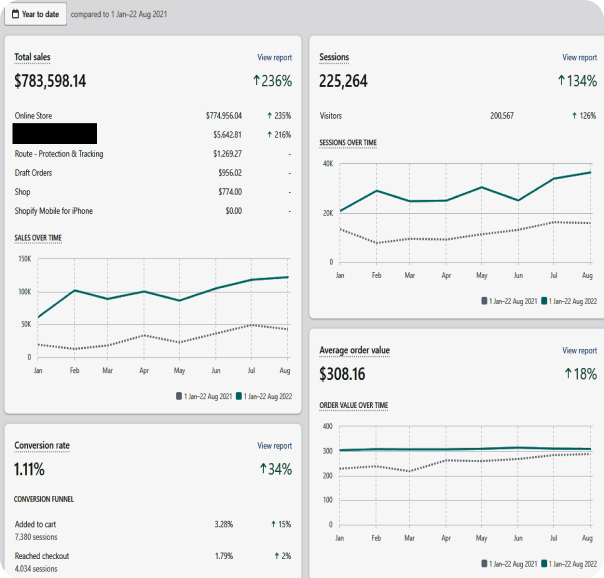 Year to date compared to 1 Jan–22 Aug 2021
Total sales View report
$783,598.14 ↑236%
Online Store $774,956.04 ↑ 235%
$5,642.81 ↑ 216%
Route - Protection & Tracking $1,269.27 -
Draft Orders $956.02 -
Shop $774.00 -
Shopify Mobile for iPhone $0.00 -
SALES OVER TIME
150K
100K
50K
0
Jan Feb Mar Apr May Jun Jul Aug
1 Jan–22 Aug 2021 1 Jan–22 Aug 2022
Conversion rate View report
1.11% ↑34%
CONVERSION FUNNEL
Added to cart 3.28% ↑ 15%
7,380 sessions
Reached checkout 1.79% ↑ 2%
4,034 sessions
Sessions View report
225,264 ↑134%
Visitors 200,567 ↑ 126%
SESSIONS OVER TIME
40K
20K
0
Jan Feb Mar Apr May Jun Jul Aug
1 Jan–22 Aug 2021 1 Jan–22 Aug 2022
Average order value View report
$308.16 ↑18%
ORDER VALUE OVER TIME
400
300
200
100
0
Jan Feb Mar Apr May Jun Jul Aug
1 Jan–22 Aug 2021 1 Jan–22 Aug 2022